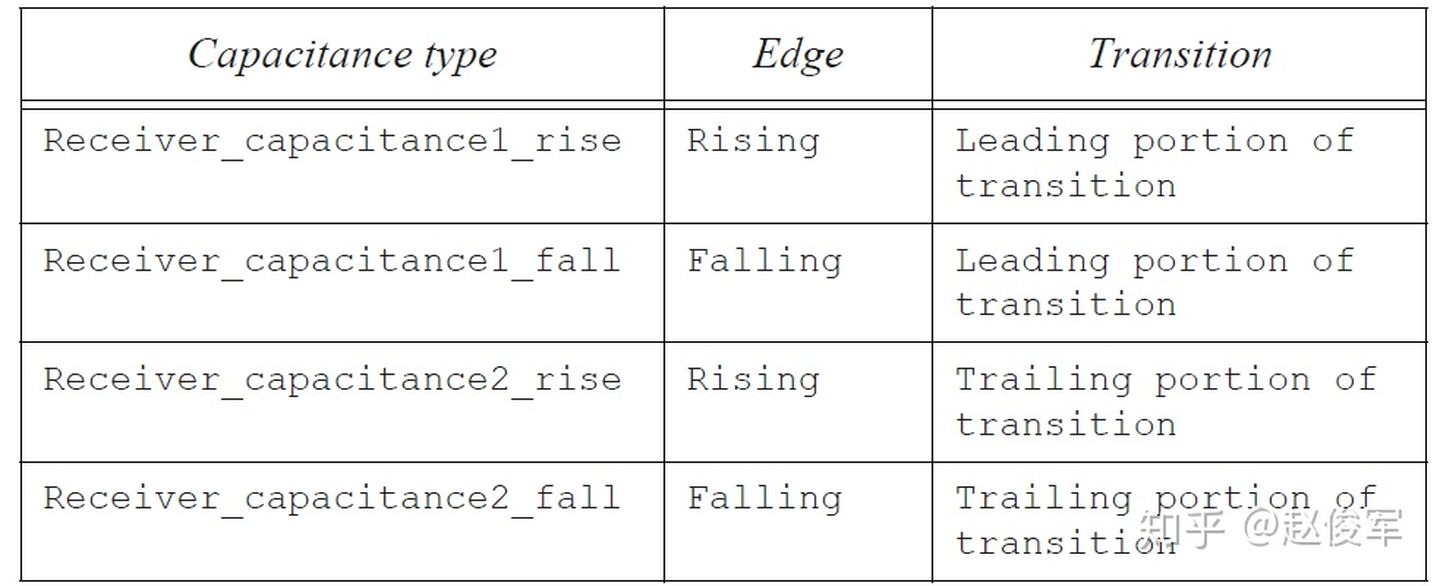 Capacitance type Edge Transition
Receiver_capacitance1_rise Rising Leading portion of
transition
Receiver_capacitance1_fall Falling Leading portion of
transition
Receiver_capacitance2_rise Rising Trailing portion of
transition
Receiver_capacitance2_fall Falling Trailing portion of
transition
知乎 @赵俊军